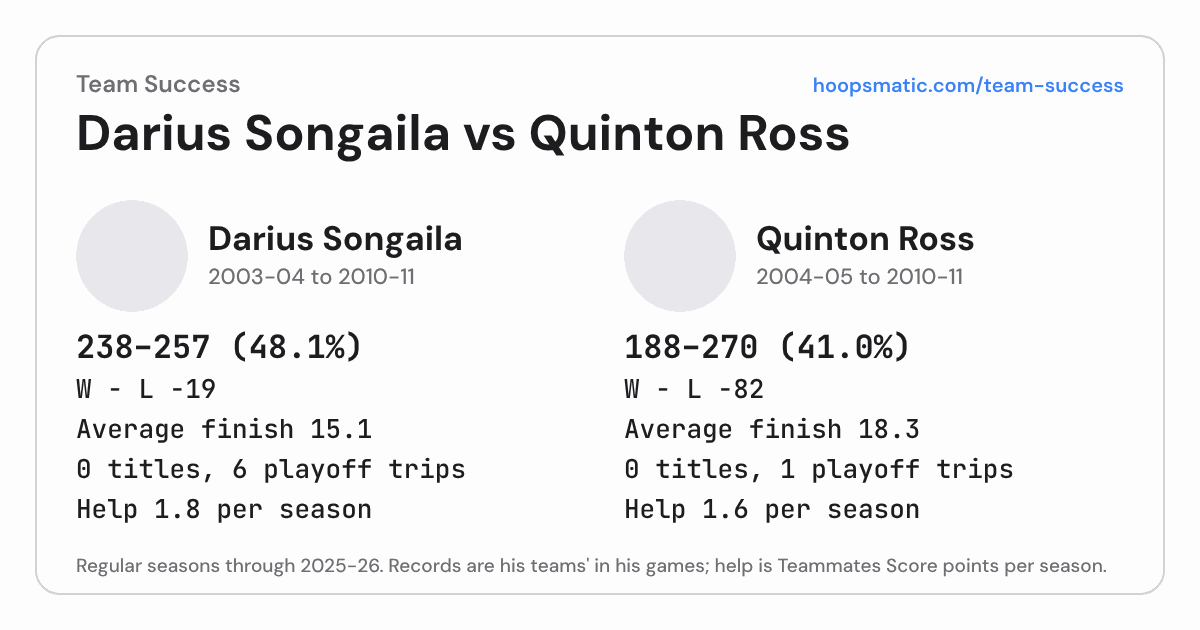 Team Success
hoopsmatic.com/team-success
Darius Songaila vs Quinton Ross
Darius Songaila
2003-04 to 2010-11
238-257 (48.1%)
W - L -19
Average finish 15.1
0 titles, 6 playoff trips
Help 1.8 per season
Quinton Ross
2004-05 to 2010-11
188-270 (41.0%)
W - L -82
Average finish 18.3
0 titles, 1 playoff trips
Help 1.6 per season
Regular seasons through 2025-26. Records are his teams' in his games; help is Teammates Score points per season.